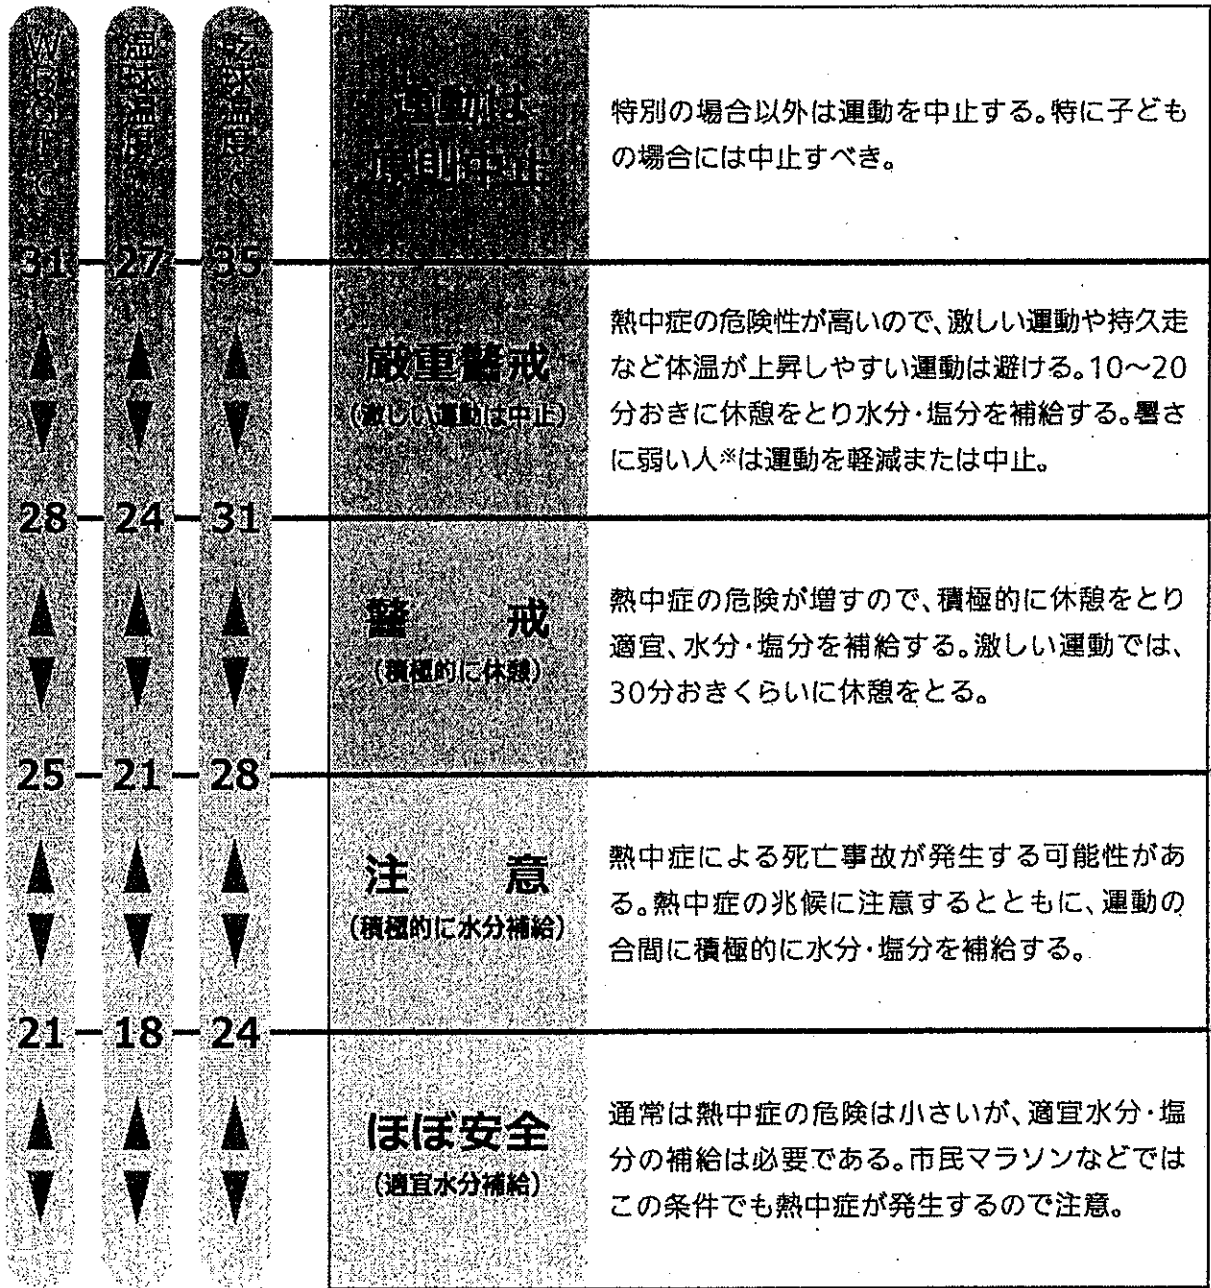 WBGT
湿球温度
乾球温度
運動は
原則中止
特別の場合以外は運動を中止する。特に子ども
の場合には中止すべき。
31 27 35
厳重警戒
(激しい運動は中止)
熱中症の危険性が高いので、激しい運動や持久走
など体温が上昇しやすい運動は避ける。10〜20
分おきに休憩をとり水分・塩分を補給する。暑さ
に弱い人※は運動を軽減または中止。
28 24 31
警 戒
(積極的に休憩)
熱中症の危険が増すので、積極的に休憩をとり
適宜、水分・塩分を補給する。激しい運動では、
30分おきくらいに休憩をとる。
25 21 28
注 意
(積極的に水分補給)
熱中症による死亡事故が発生する可能性があ
る。熱中症の兆候に注意するとともに、運動の
合間に積極的に水分・塩分を補給する。
21 18 24
ほぼ安全
(適宜水分補給)
通常は熱中症の危険は小さいが、適宜水分・塩
分の補給は必要である。市民マラソンなどでは
この条件でも熱中症が発生するので注意。